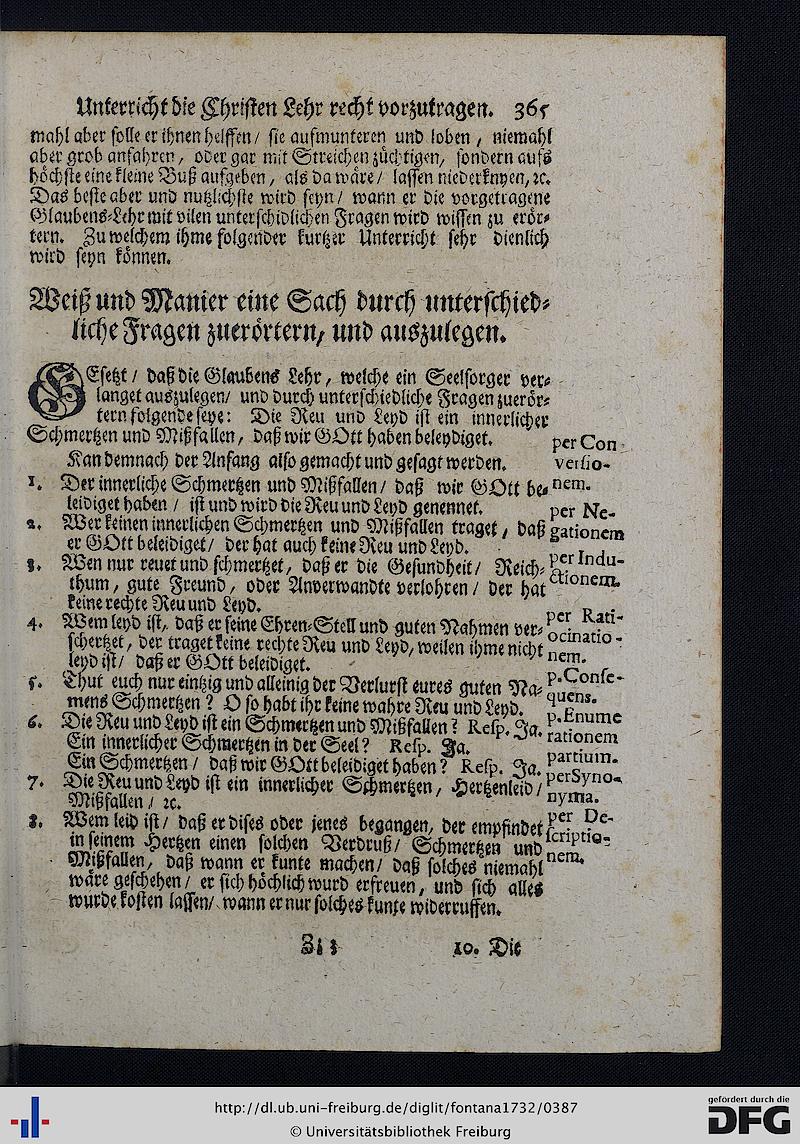 Unterricht die Christen Lehr recht vorzutragen. 365
mahl aber solle er ihnen helffen / sie aufmunteren und loben, niemahl
aber grob anfahren, oder gar mit Streichen züchtigen, sondern aufs
höchste eine kleine Buß aufgeben, als da wäre / lassen niederknyen, ꝛc.
Das beste aber und nutzlichste wird seyn / wann er die vorgetragene
Glaubens-Lehr mit vilen unterschidlichen Fragen wird wissen zu erör-
tern. Zu welchem ihme folgender kurtzer Unterricht sehr dienlich
wird seyn können.
Weiß und Manier eine Sach durch unterschied-
liche Fragen zuerörtern, und auszulegen.
GEsetzt / daß die Glaubens Lehr, welche ein Seelsorger ver-
langet auszulegen / und durch unterschiedliche Fragen zuerör-
tern folgende seye: Die Reu und Leyd ist ein innerlicher
Schmertzen und Mißfallen, daß wir GOtt haben beleydiget.
Kan demnach der Anfang also gemacht und gesagt werden.
per Con
versio-
nem.
1. Der innerliche Schmertzen und Mißfallen / daß wir GOtt be-
leidiget haben / ist und wird die Reu und Leyd genennet.
per Ne-
gationem
2. Wer keinen innerlichen Schmertzen und Mißfallen traget, daß
er GOtt beleidiget / der hat auch keine Reu und Leyd.
per Indu-
ctionem.
3. Wen nur reuet und schmertzet, daß er die Gesundheit / Reich-
thum, gute Freund, oder Anverwandte verlohren / der hat
keine rechte Reu und Leyd.
per Rati-
ocinatio-
nem.
4. Wem leyd ist, daß er seine Ehren-Stell und guten Nahmen ver-
schertzet, der traget keine rechte Reu und Leyd, weilen ihme nicht
leyd ist / daß er GOtt beleidiget.
p. Conse-
quens.
5. Thut euch nur eintzig und alleinig der Verlurst eures guten Na-
mens Schmertzen? O so habt ihr keine wahre Reu und Leyd.
p. Enume
rationem
partium.
6. Die Reu und Leyd ist ein Schmertzen und Mißfallen? Resp. Ja.
Ein innerlicher Schmertzen in der Seel? Resp. Ja.
Ein Schmertzen / daß wir GOtt beleidiget haben? Resp. Ja.
per Syno-
nyma.
7. Die Reu und Leyd ist ein innerlicher Schmertzen, Hertzenleid /
Mißfallen / ꝛc.
per De-
scriptio-
nem.
8. Wem leid ist / daß er dises oder jenes begangen, der empfindet
in seinem Hertzen einen solchen Verdruß / Schmertzen und
Mißfallen, daß wann er kunte machen / daß solches niemahl
wäre geschehen / er sich höchlich wurd erfreuen, und sich alles
wurde kosten lassen / wann er nur solches kunte widerruffen.
Zz 3
10. Die
http://dl.ub.uni-freiburg.de/diglit/fontana1732/0387
© Universitätsbibliothek Freiburg
gefördert durch die
DFG